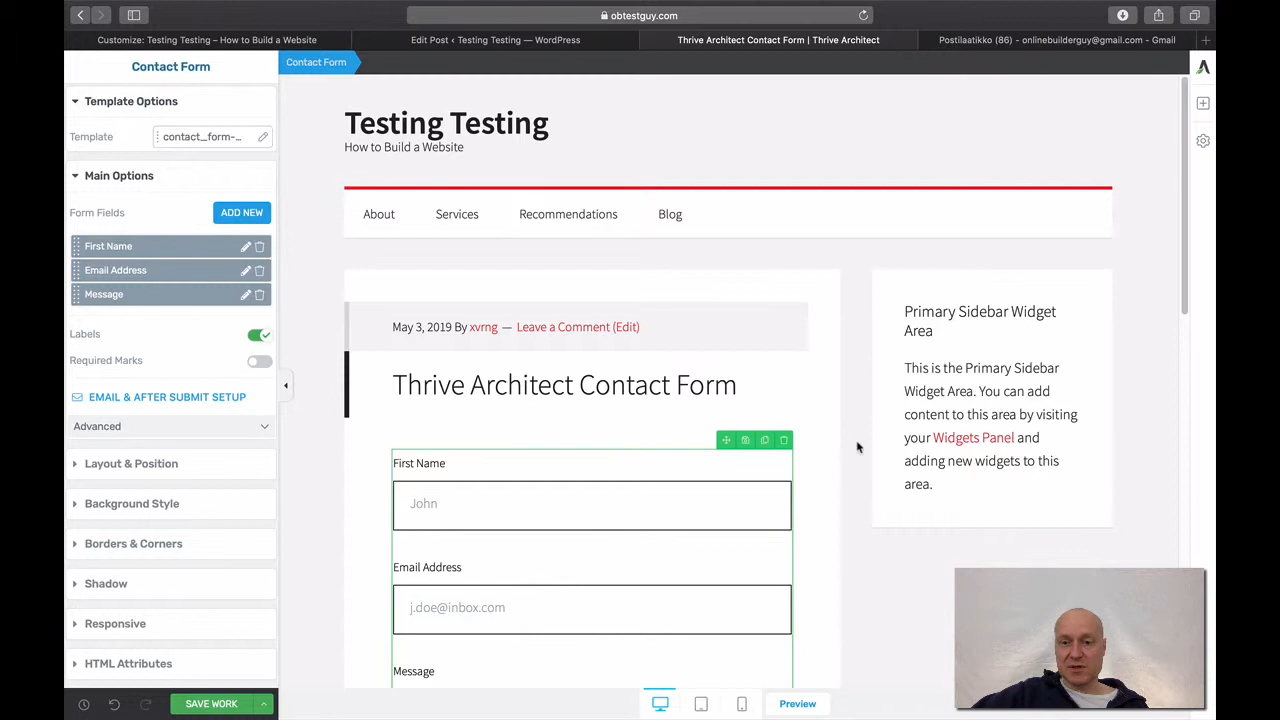 obtestguy.com
Customize: Testing Testing – How to Build a Website
Edit Post ‹ Testing Testing — WordPress
Thrive Architect Contact Form | Thrive Architect
Postilaatikko (86) - onlinebuilderguy@gmail.com - Gmail
Contact Form
Contact Form
Template Options
Template
contact_form-...
Main Options
Form Fields
ADD NEW
First Name
Email Address
Message
Labels
Required Marks
EMAIL & AFTER SUBMIT SETUP
Advanced
Layout & Position
Background Style
Borders & Corners
Shadow
Responsive
HTML Attributes
SAVE WORK
Testing Testing
How to Build a Website
About
Services
Recommendations
Blog
May 3, 2019 By xvrng — Leave a Comment (Edit)
Thrive Architect Contact Form
First Name
John
Email Address
j.doe@inbox.com
Message
Primary Sidebar Widget
Area
This is the Primary Sidebar
Widget Area. You can add
content to this area by visiting
your Widgets Panel and
adding new widgets to this
area.
Preview